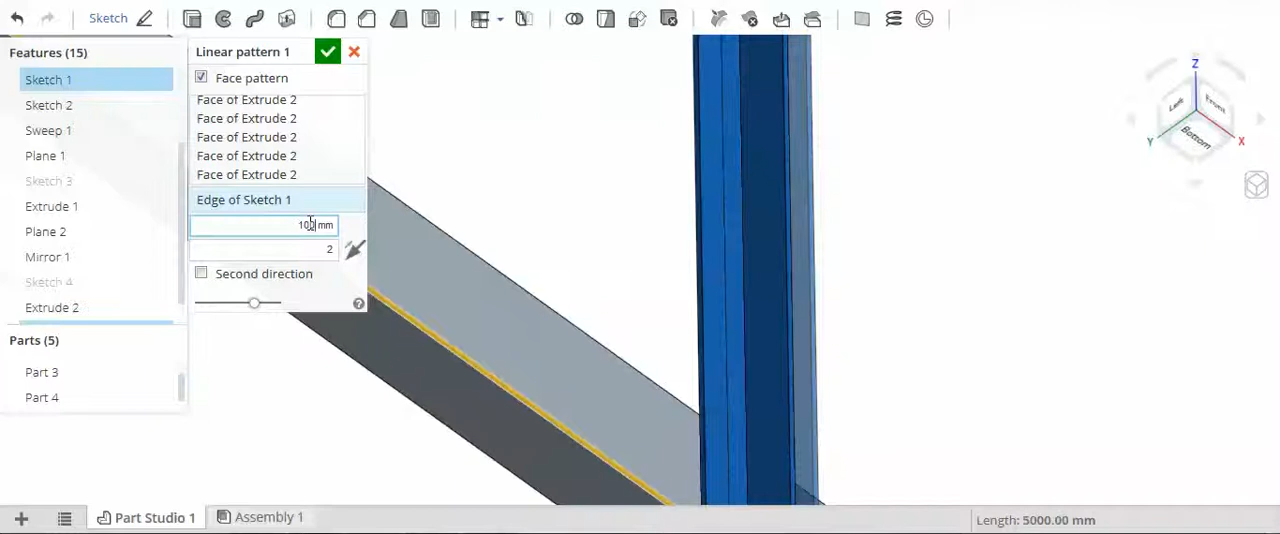 Sketch
Features (15)
Sketch 1
Sketch 2
Sweep 1
Plane 1
Sketch 3
Extrude 1
Plane 2
Mirror 1
Sketch 4
Extrude 2
Parts (5)
Part 3
Part 4
Linear pattern 1
Face pattern
Face of Extrude 2
Face of Extrude 2
Face of Extrude 2
Face of Extrude 2
Face of Extrude 2
Edge of Sketch 1
mm
2
Second direction
Z
Left
Front
Bottom
Y
X
Part Studio 1
Assembly 1
Length: 5000.00 mm